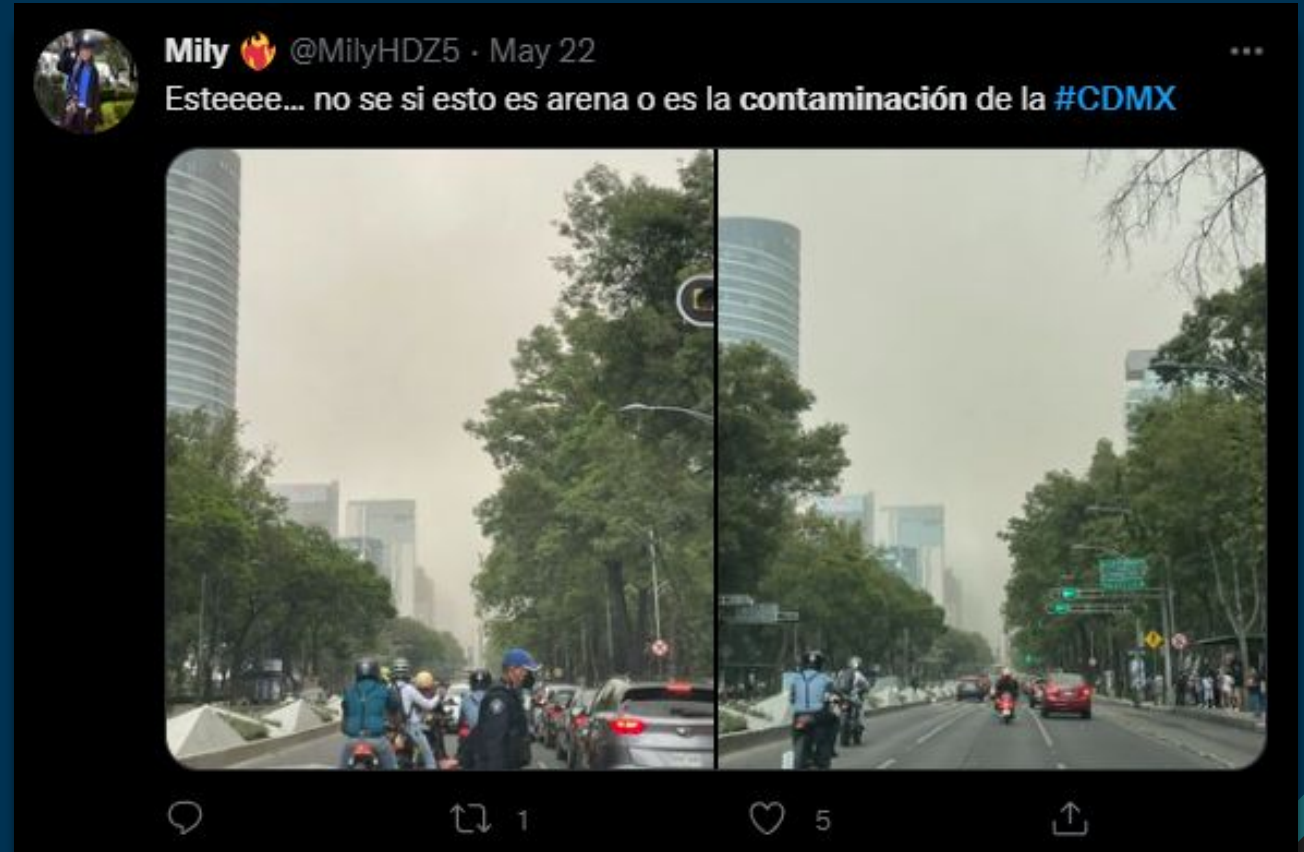 Mily ❤️‍🔥 @MilyHDZ5 · May 22
Esteeee... no se si esto es arena o es la contaminación de la #CDMX
1
5